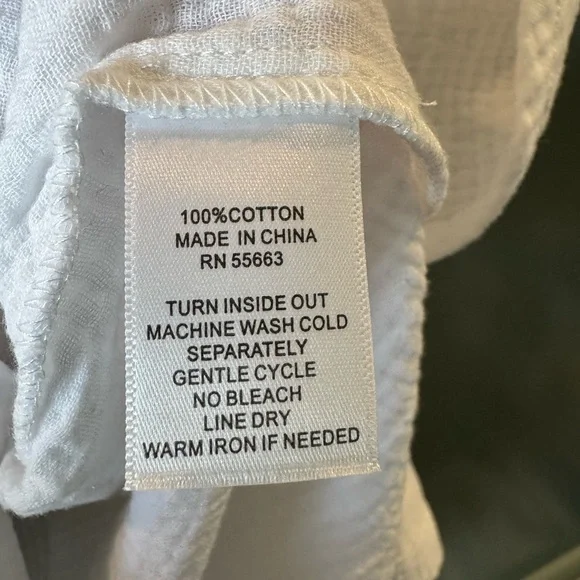 100%COTTON
MADE IN CHINA
RN 55663
TURN INSIDE OUT
MACHINE WASH COLD
SEPARATELY
GENTLE CYCLE
NO BLEACH
LINE DRY
WARM IRON IF NEEDED